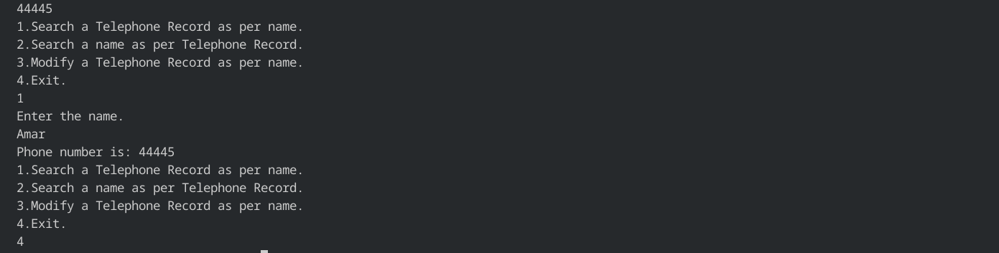 44445
1.Search a Telephone Record as per name.
2.Search a name as per Telephone Record.
3.Modify a Telephone Record as per name.
4.Exit.
1
Enter the name.
Amar
Phone number is: 44445
1.Search a Telephone Record as per name.
2.Search a name as per Telephone Record.
3.Modify a Telephone Record as per name.
4.Exit.
4